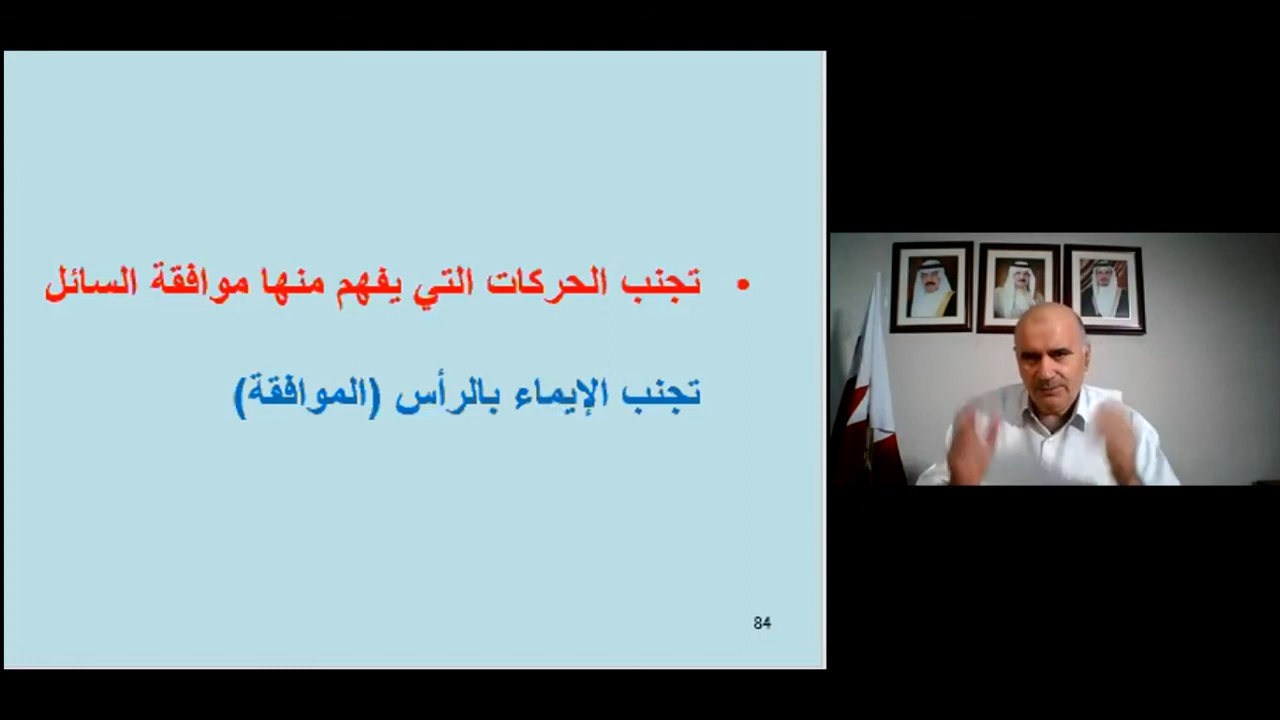 • تجنب الحركات التي يفهم منها موافقة السائل
تجنب الإيماء بالرأس (الموافقة)
84